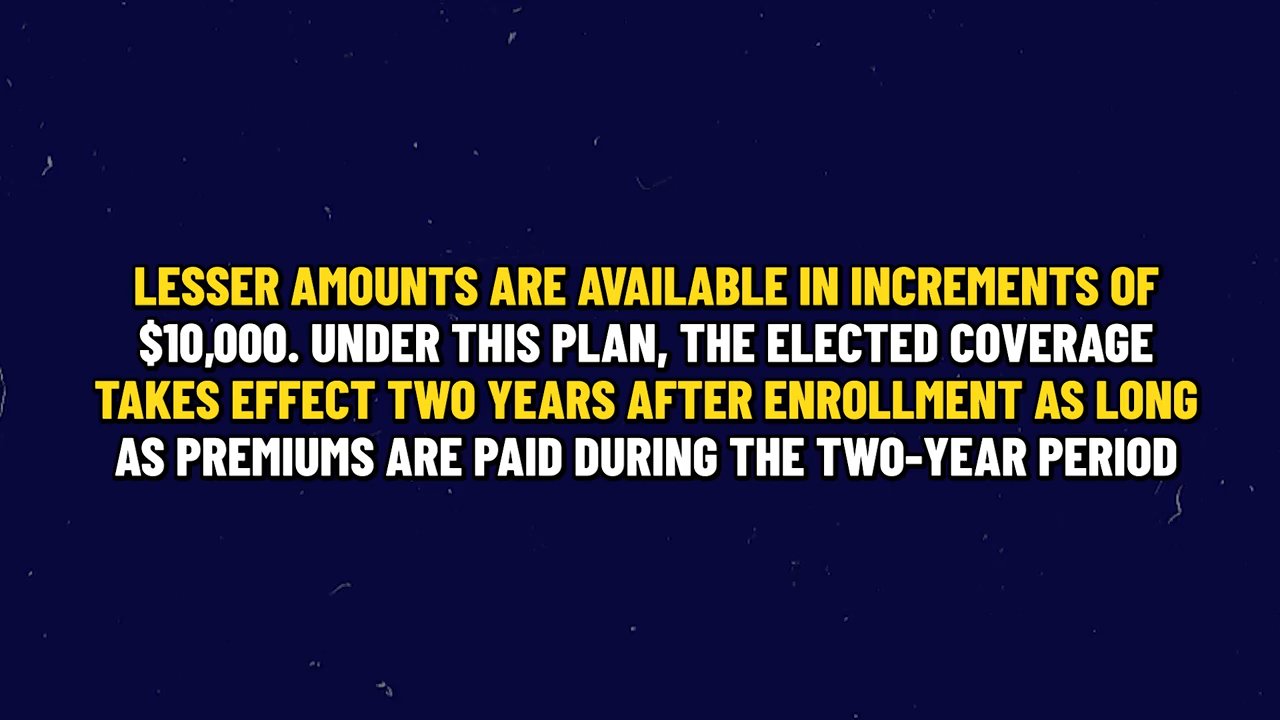 LESSER AMOUNTS ARE AVAILABLE IN INCREMENTS OF
$10,000. UNDER THIS PLAN, THE ELECTED COVERAGE
TAKES EFFECT TWO YEARS AFTER ENROLLMENT AS LONG
AS PREMIUMS ARE PAID DURING THE TWO-YEAR PERIOD